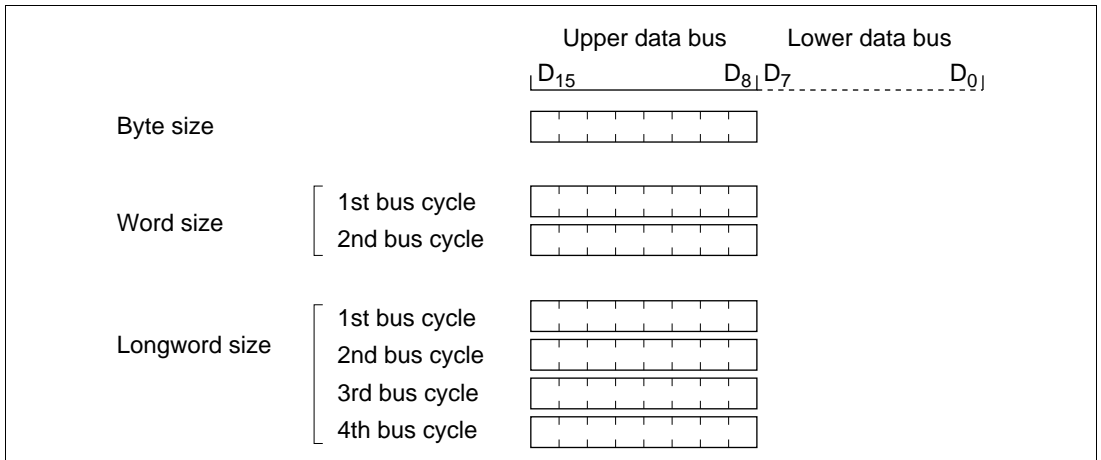 Upper data bus Lower data bus
D15 D8 D7 D0
Byte size
Word size
1st bus cycle
2nd bus cycle
Longword size
1st bus cycle
2nd bus cycle
3rd bus cycle
4th bus cycle